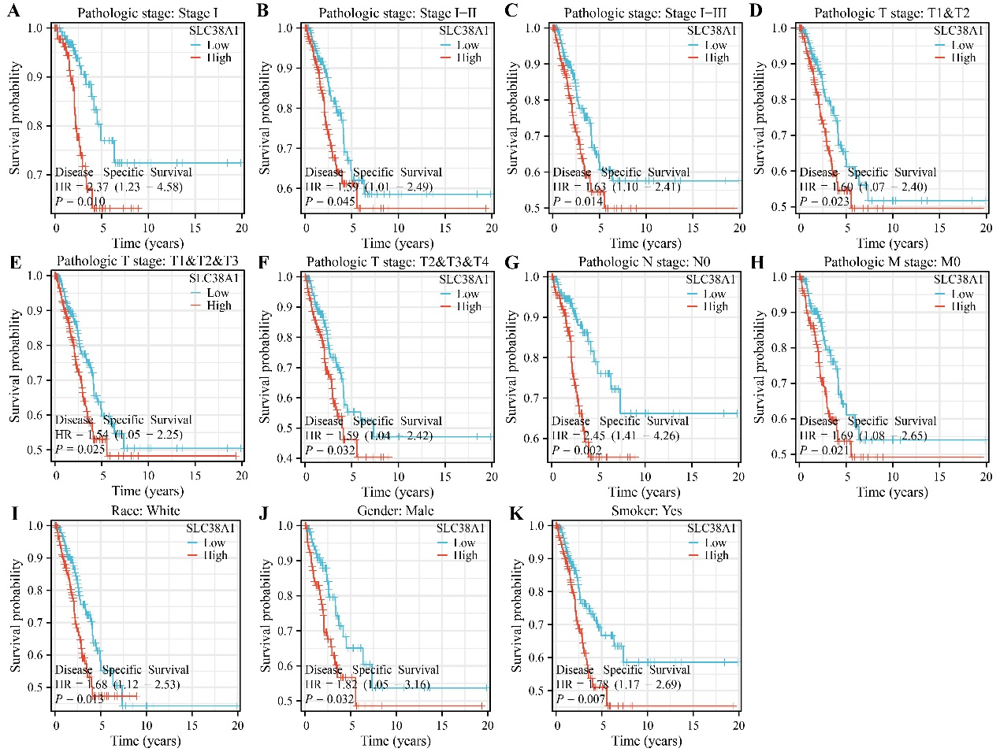 A Pathologic stage: Stage I
SLC38A1
Low
High
Survival probability
1.0
0.9
0.8
0.7
Disease Specific Survival
HR = 2.37 (1.23 − 4.58)
P = 0.010
0 5 10 15 20
Time (years)
B Pathologic stage: Stage I−II
SLC38A1
Low
High
Survival probability
1.0
0.9
0.8
0.7
0.6
Disease Specific Survival
HR = 1.59 (1.01 − 2.49)
P = 0.045
0 5 10 15 20
Time (years)
C Pathologic stage: Stage I−III
SLC38A1
Low
High
Survival probability
1.0
0.9
0.8
0.7
0.6
0.5
Disease Specific Survival
HR = 1.63 (1.10 − 2.41)
P = 0.014
0 5 10 15 20
Time (years)
D Pathologic T stage: T1&T2
SLC38A1
Low
High
Survival probability
1.0
0.9
0.8
0.7
0.6
0.5
Disease Specific Survival
HR = 1.60 (1.07 − 2.40)
P = 0.023
0 5 10 15 20
Time (years)
E Pathologic T stage: T1&T2&T3
SLC38A1
Low
High
Survival probability
1.0
0.9
0.8
0.7
0.6
0.5
Disease Specific Survival
HR = 1.54 (1.05 − 2.25)
P = 0.025
0 5 10 15 20
Time (years)
F Pathologic T stage: T2&T3&T4
SLC38A1
Low
High
Survival probability
1.0
0.9
0.8
0.7
0.6
0.5
0.4
Disease Specific Survival
HR = 1.59 (1.04 − 2.42)
P = 0.032
0 5 10 15 20
Time (years)
G Pathologic N stage: N0
SLC38A1
Low
High
Survival probability
1.0
0.9
0.8
0.7
0.6
Disease Specific Survival
HR = 2.45 (1.41 − 4.26)
P = 0.002
0 5 10 15 20
Time (years)
H Pathologic M stage: M0
SLC38A1
Low
High
Survival probability
1.0
0.9
0.8
0.7
0.6
0.5
Disease Specific Survival
HR = 1.69 (1.08 − 2.65)
P = 0.021
0 5 10 15 20
Time (years)
I Race: White
SLC38A1
Low
High
Survival probability
1.0
0.9
0.8
0.7
0.6
0.5
Disease Specific Survival
HR = 1.68 (1.12 − 2.53)
P = 0.013
0 5 10 15 20
Time (years)
J Gender: Male
SLC38A1
Low
High
Survival probability
1.0
0.9
0.8
0.7
0.6
0.5
Disease Specific Survival
HR = 1.82 (1.05 − 3.16)
P = 0.032
0 5 10 15 20
Time (years)
K Smoker: Yes
SLC38A1
Low
High
Survival probability
1.0
0.9
0.8
0.7
0.6
0.5
Disease Specific Survival
HR = 1.78 (1.17 − 2.69)
P = 0.007
0 5 10 15 20
Time (years)